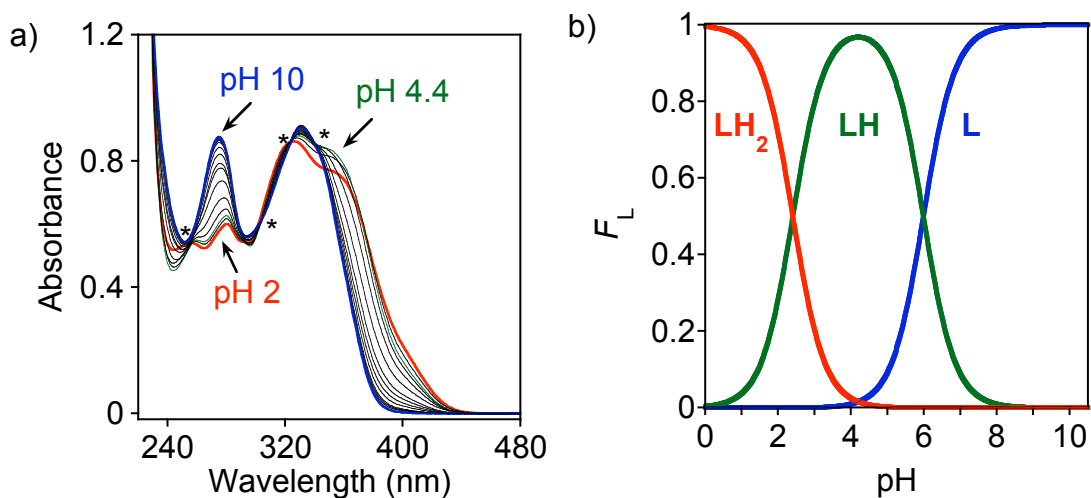 a)
1.2
0.8
0.4
0
Absorbance
pH 10
pH 4.4
pH 2
*
*
*
*
240 320 400 480
Wavelength (nm)
b)
1
0.8
0.6
0.4
0.2
0
F_L
LH₂ LH L
0 2 4 6 8 10
pH